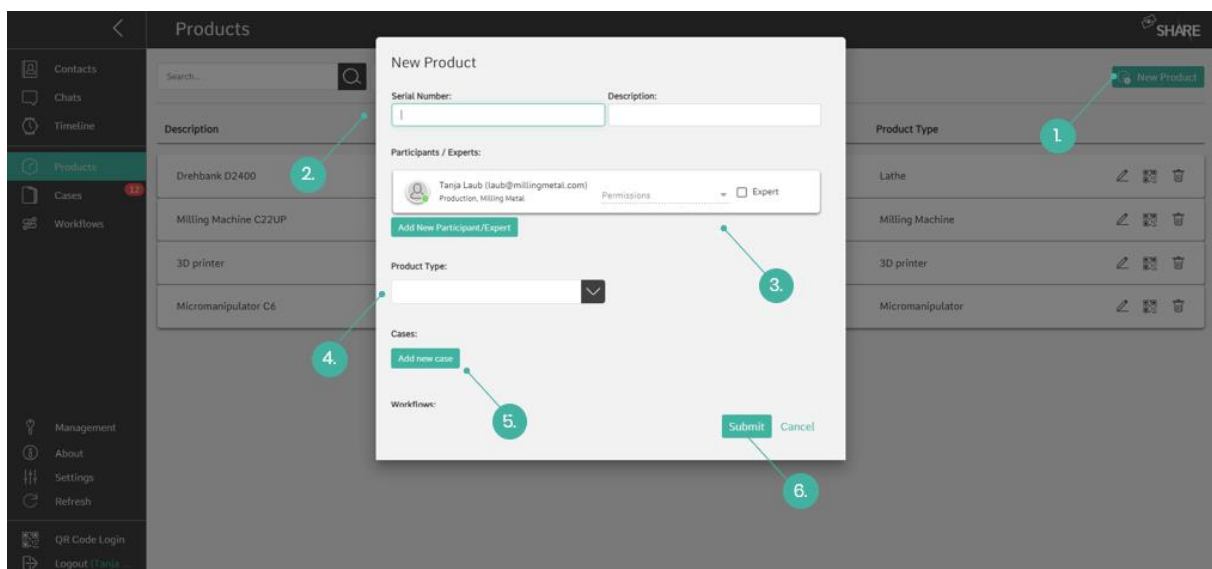 Products
SHARE
Contacts
Chats
Timeline
Products
Cases
12
Workflows
Management
About
Settings
Refresh
QR Code Login
Logout (Tanja ...
Search...
New Product
Description
Product Type
Drehbank D2400
Lathe
Milling Machine C22UP
Milling Machine
3D printer
3D printer
Micromanipulator C6
Micromanipulator
New Product
Serial Number:
Description:
Participants / Experts:
Tanja Laub (laub@millingmetal.com)
Production, Milling Metal
Permissions
Expert
Add New Participant/Expert
Product Type:
Cases:
Add new case
Workflows:
Submit
Cancel
1.
2.
3.
4.
5.
6.